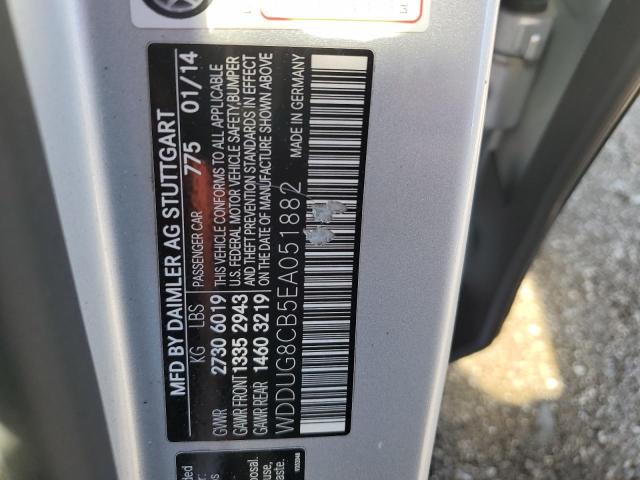 MFD BY DAIMLER AG STUTTGART
PASSENGER CAR 775 01/14
KG LBS
GVWR 2730 6019
GAWR FRONT 1335 2943
GAWR REAR 1460 3219
THIS VEHICLE CONFORMS TO ALL APPLICABLE
U.S. FEDERAL MOTOR VEHICLE SAFETY, BUMPER
AND THEFT PREVENTION STANDARDS IN EFFECT
ON THE DATE OF MANUFACTURE SHOWN ABOVE
WDDUG8CB5EA051882
MADE IN GERMANY